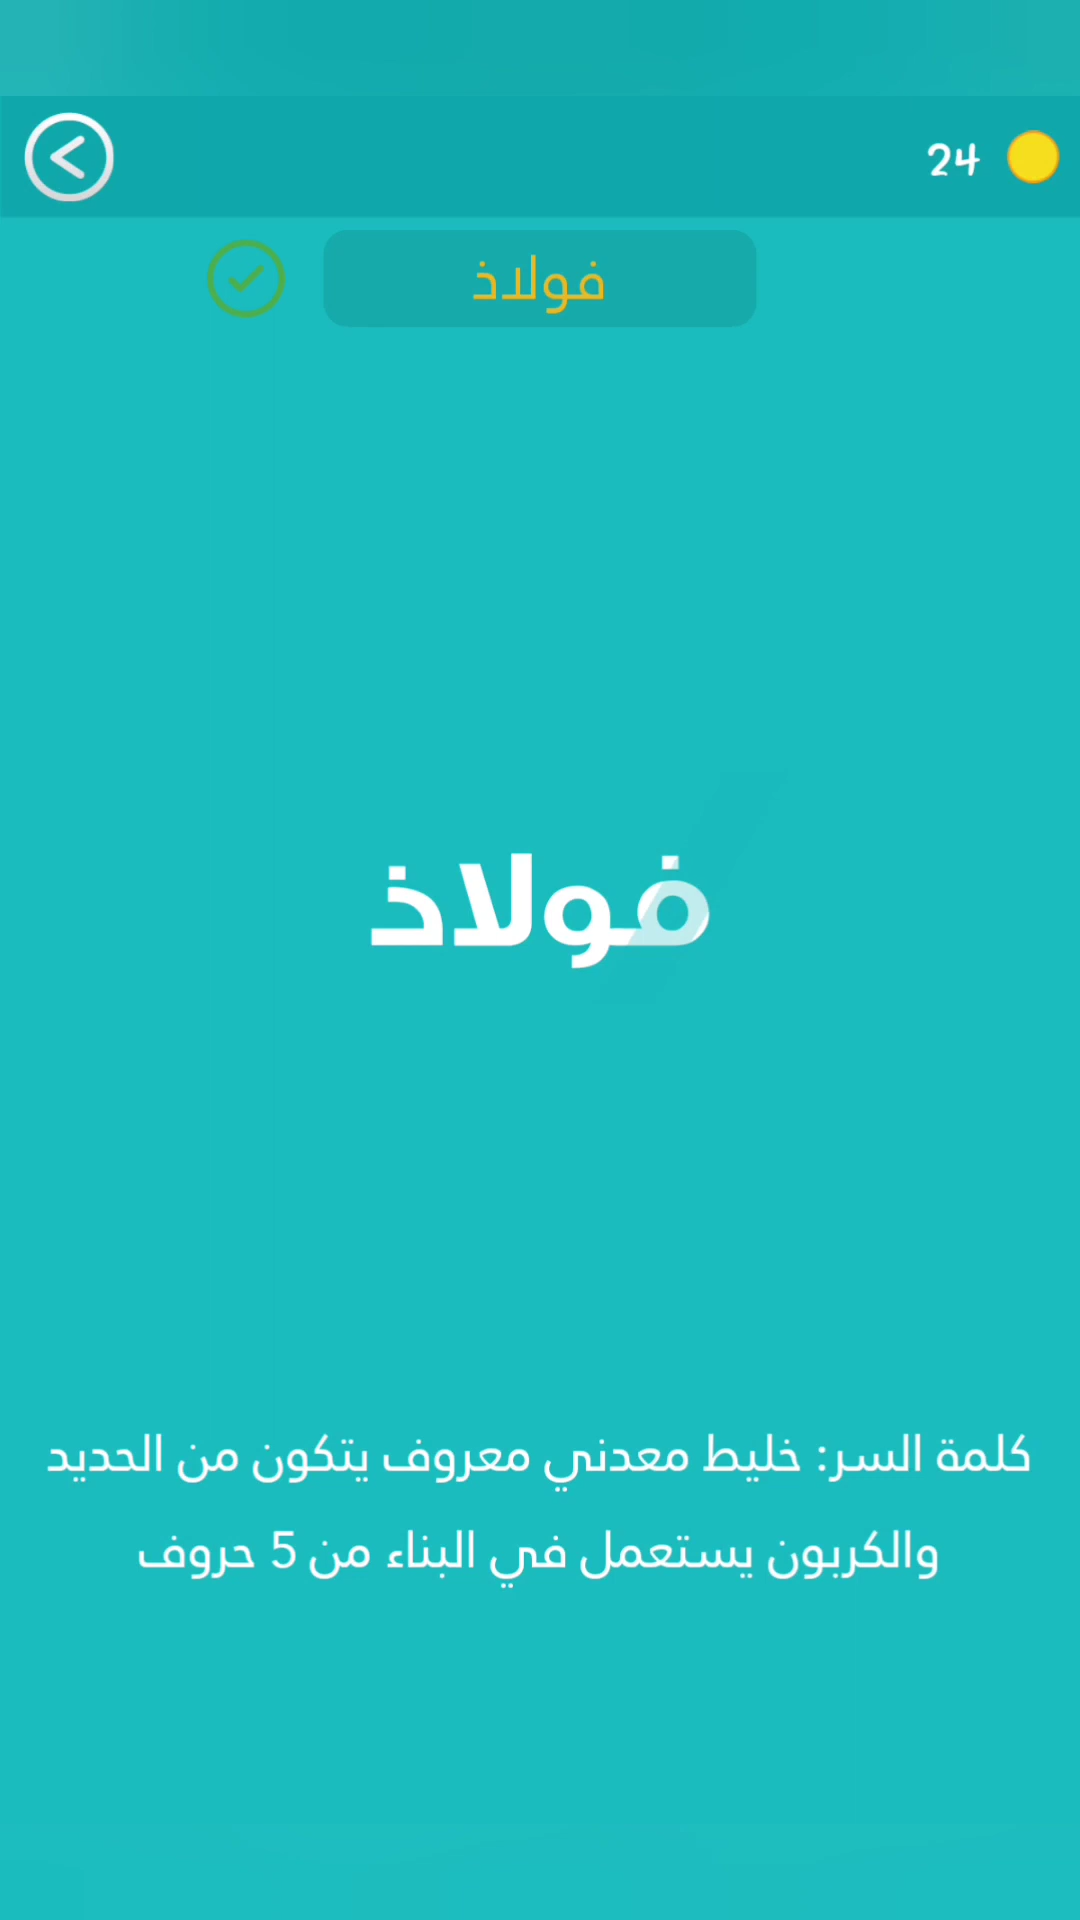 24
فولاذ
فولاذ
كلمة السر: خليط معدني معروف يتكون من الحديد
والكربون يستعمل في البناء من 5 حروف